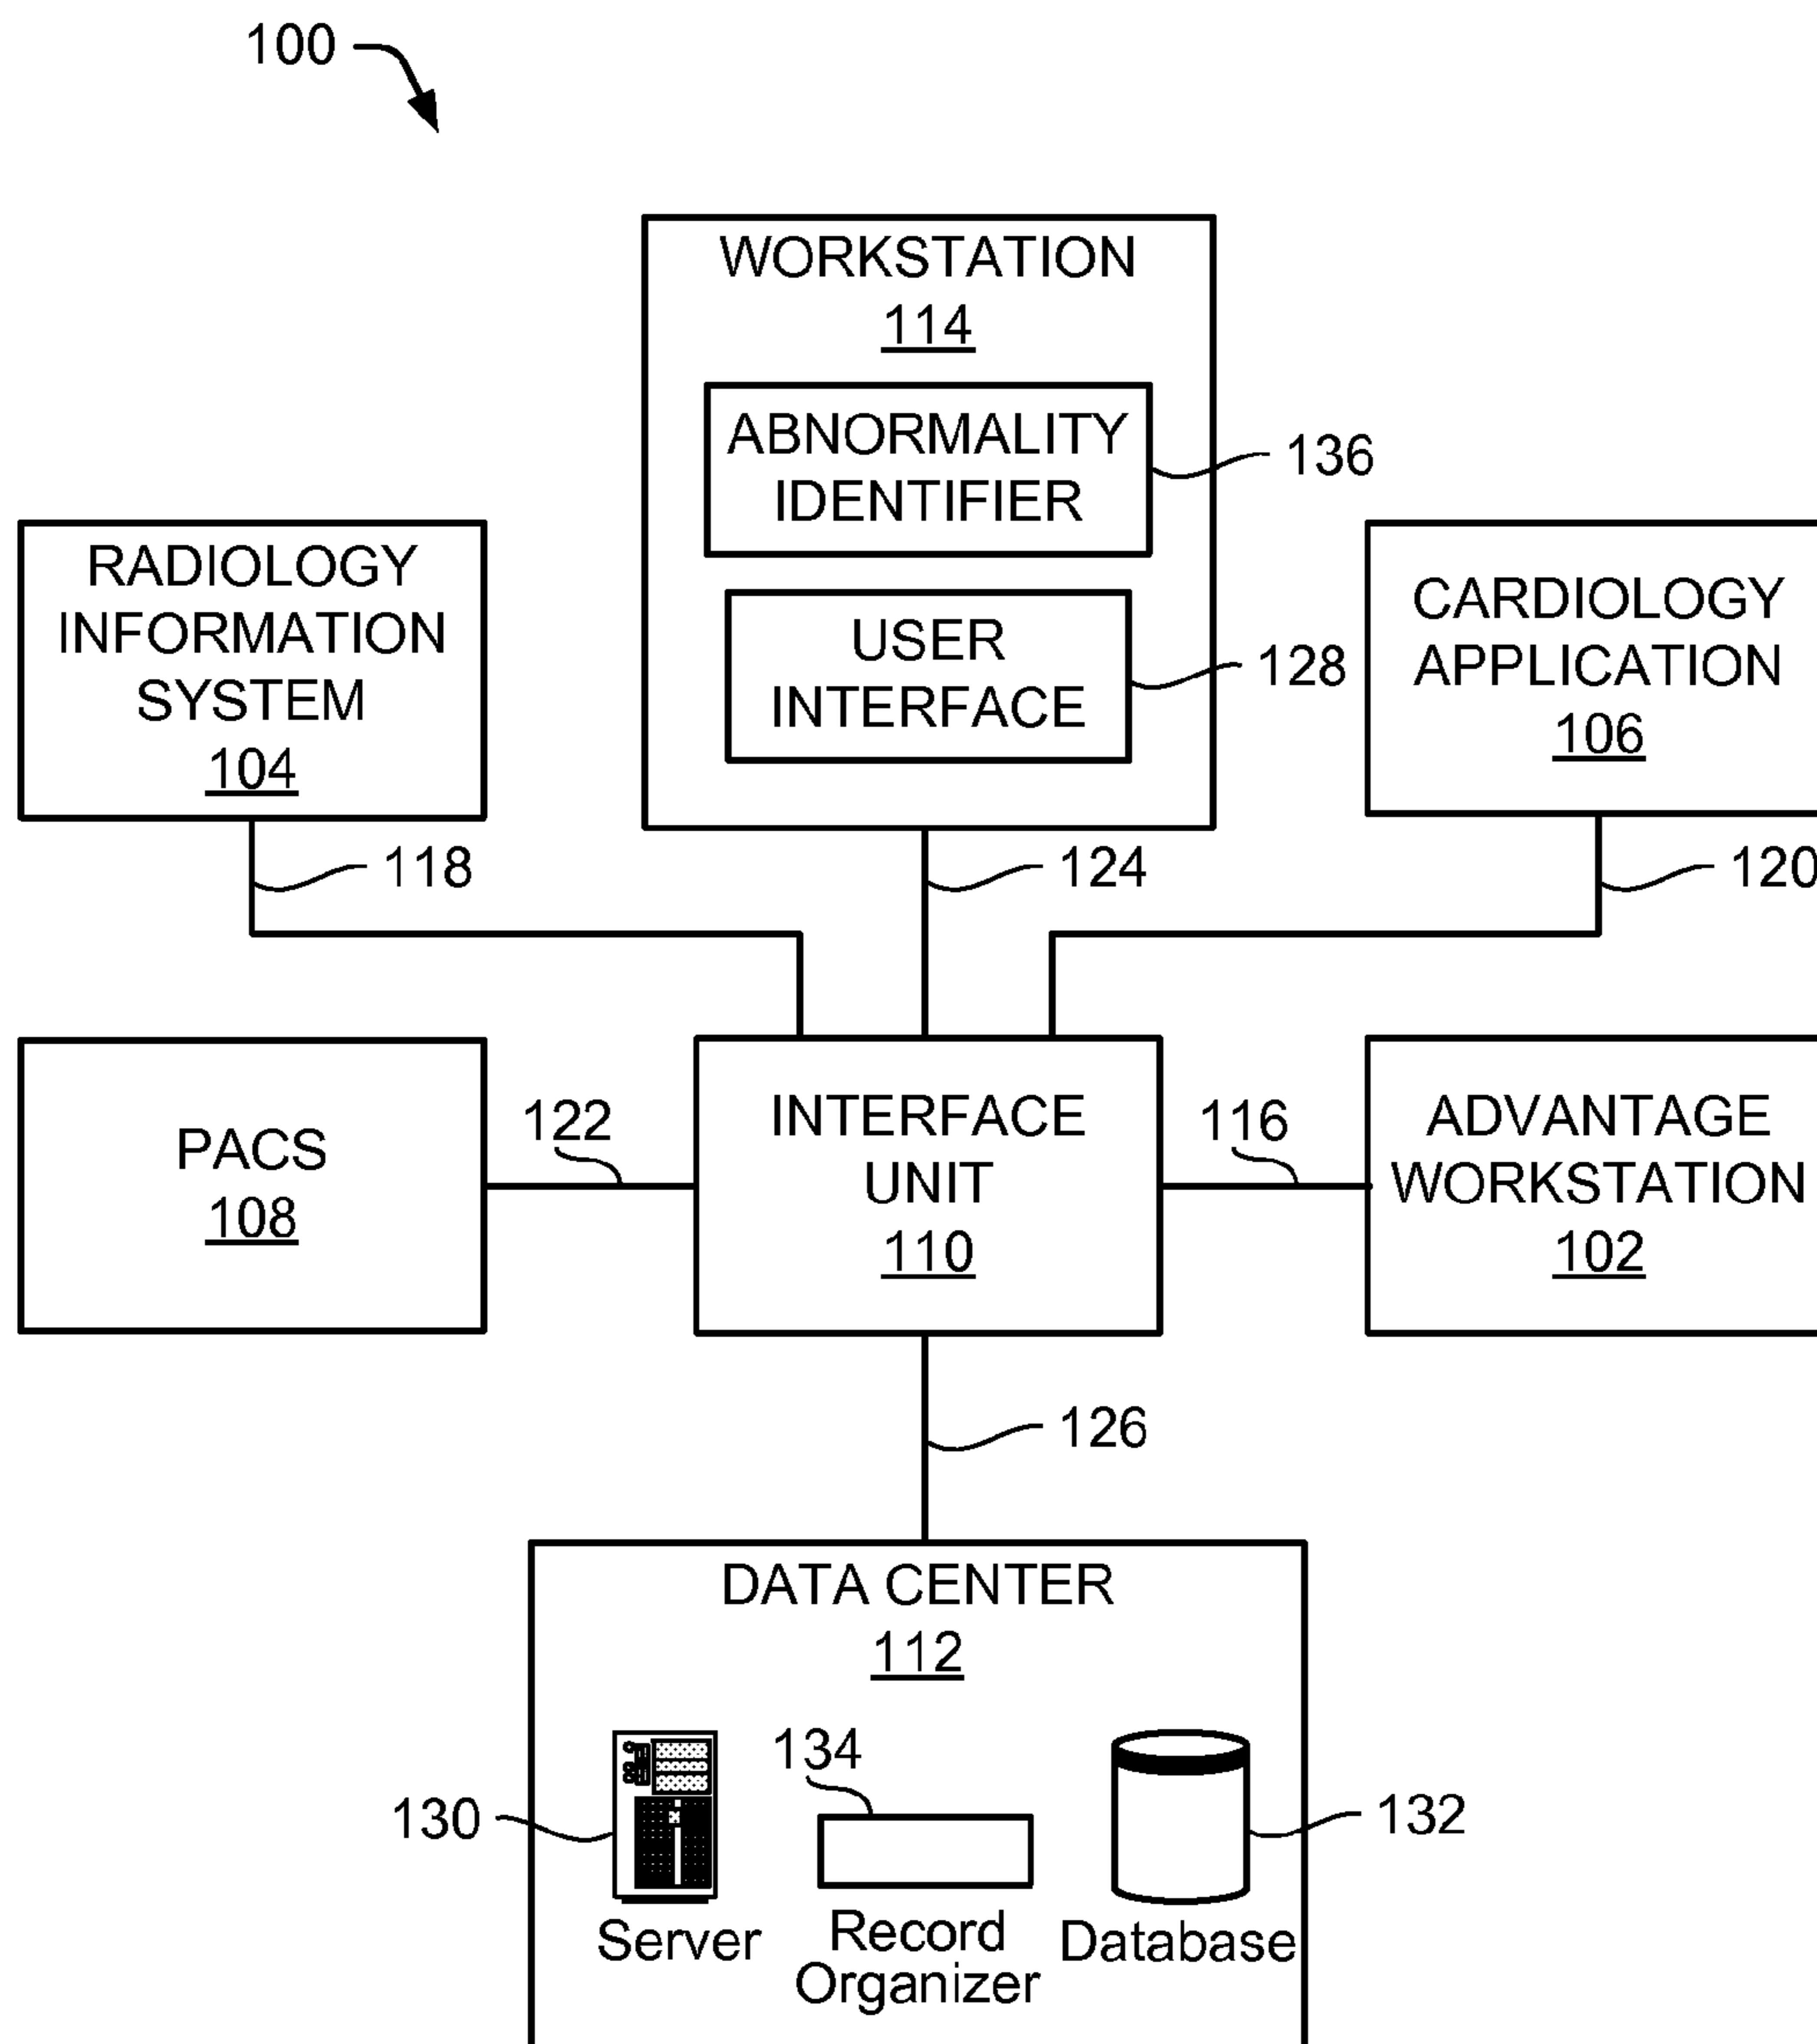 100
WORKSTATION
114
ABNORMALITY
IDENTIFIER
136
USER
INTERFACE
128
RADIOLOGY
INFORMATION
SYSTEM
104
CARDIOLOGY
APPLICATION
106
118
124
120
PACS
108
122
INTERFACE
UNIT
110
116
ADVANTAGE
WORKSTATION
102
126
DATA CENTER
112
130
134
132
Server
Record
Organizer
Database